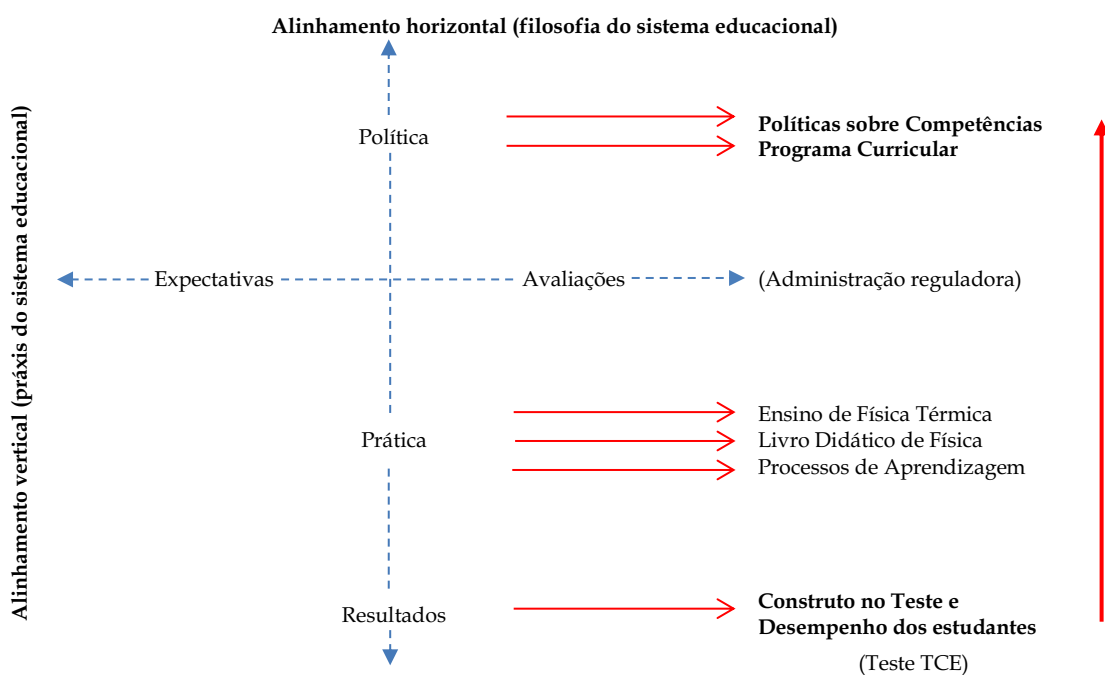 Alinhamento horizontal (filosofia do sistema educacional)
Alinhamento vertical (práxis do sistema educacional)
Política
Políticas sobre Competências
Programa Curricular
Expectativas
Avaliações
(Administração reguladora)
Prática
Ensino de Física Térmica
Livro Didático de Física
Processos de Aprendizagem
Resultados
Construto no Teste e
Desempenho dos estudantes
(Teste TCE)